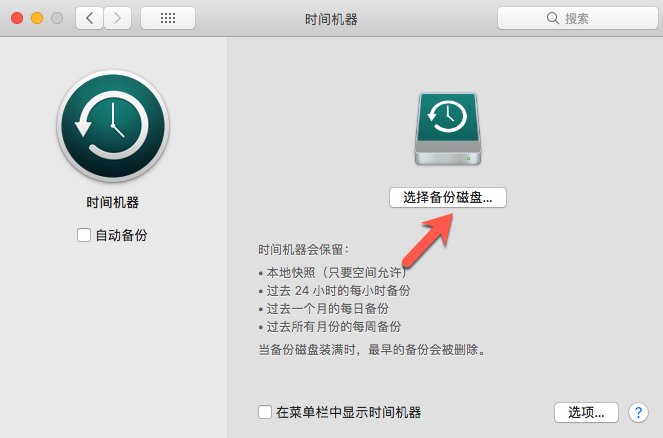 时间机器
搜索
时间机器
自动备份
选择备份磁盘...
时间机器会保留：
• 本地快照（只要空间允许）
• 过去 24 小时的每小时备份
• 过去一个月的每日备份
• 过去所有月份的每周备份
当备份磁盘装满时，最早的备份会被删除。
在菜单栏中显示时间机器
选项...
?